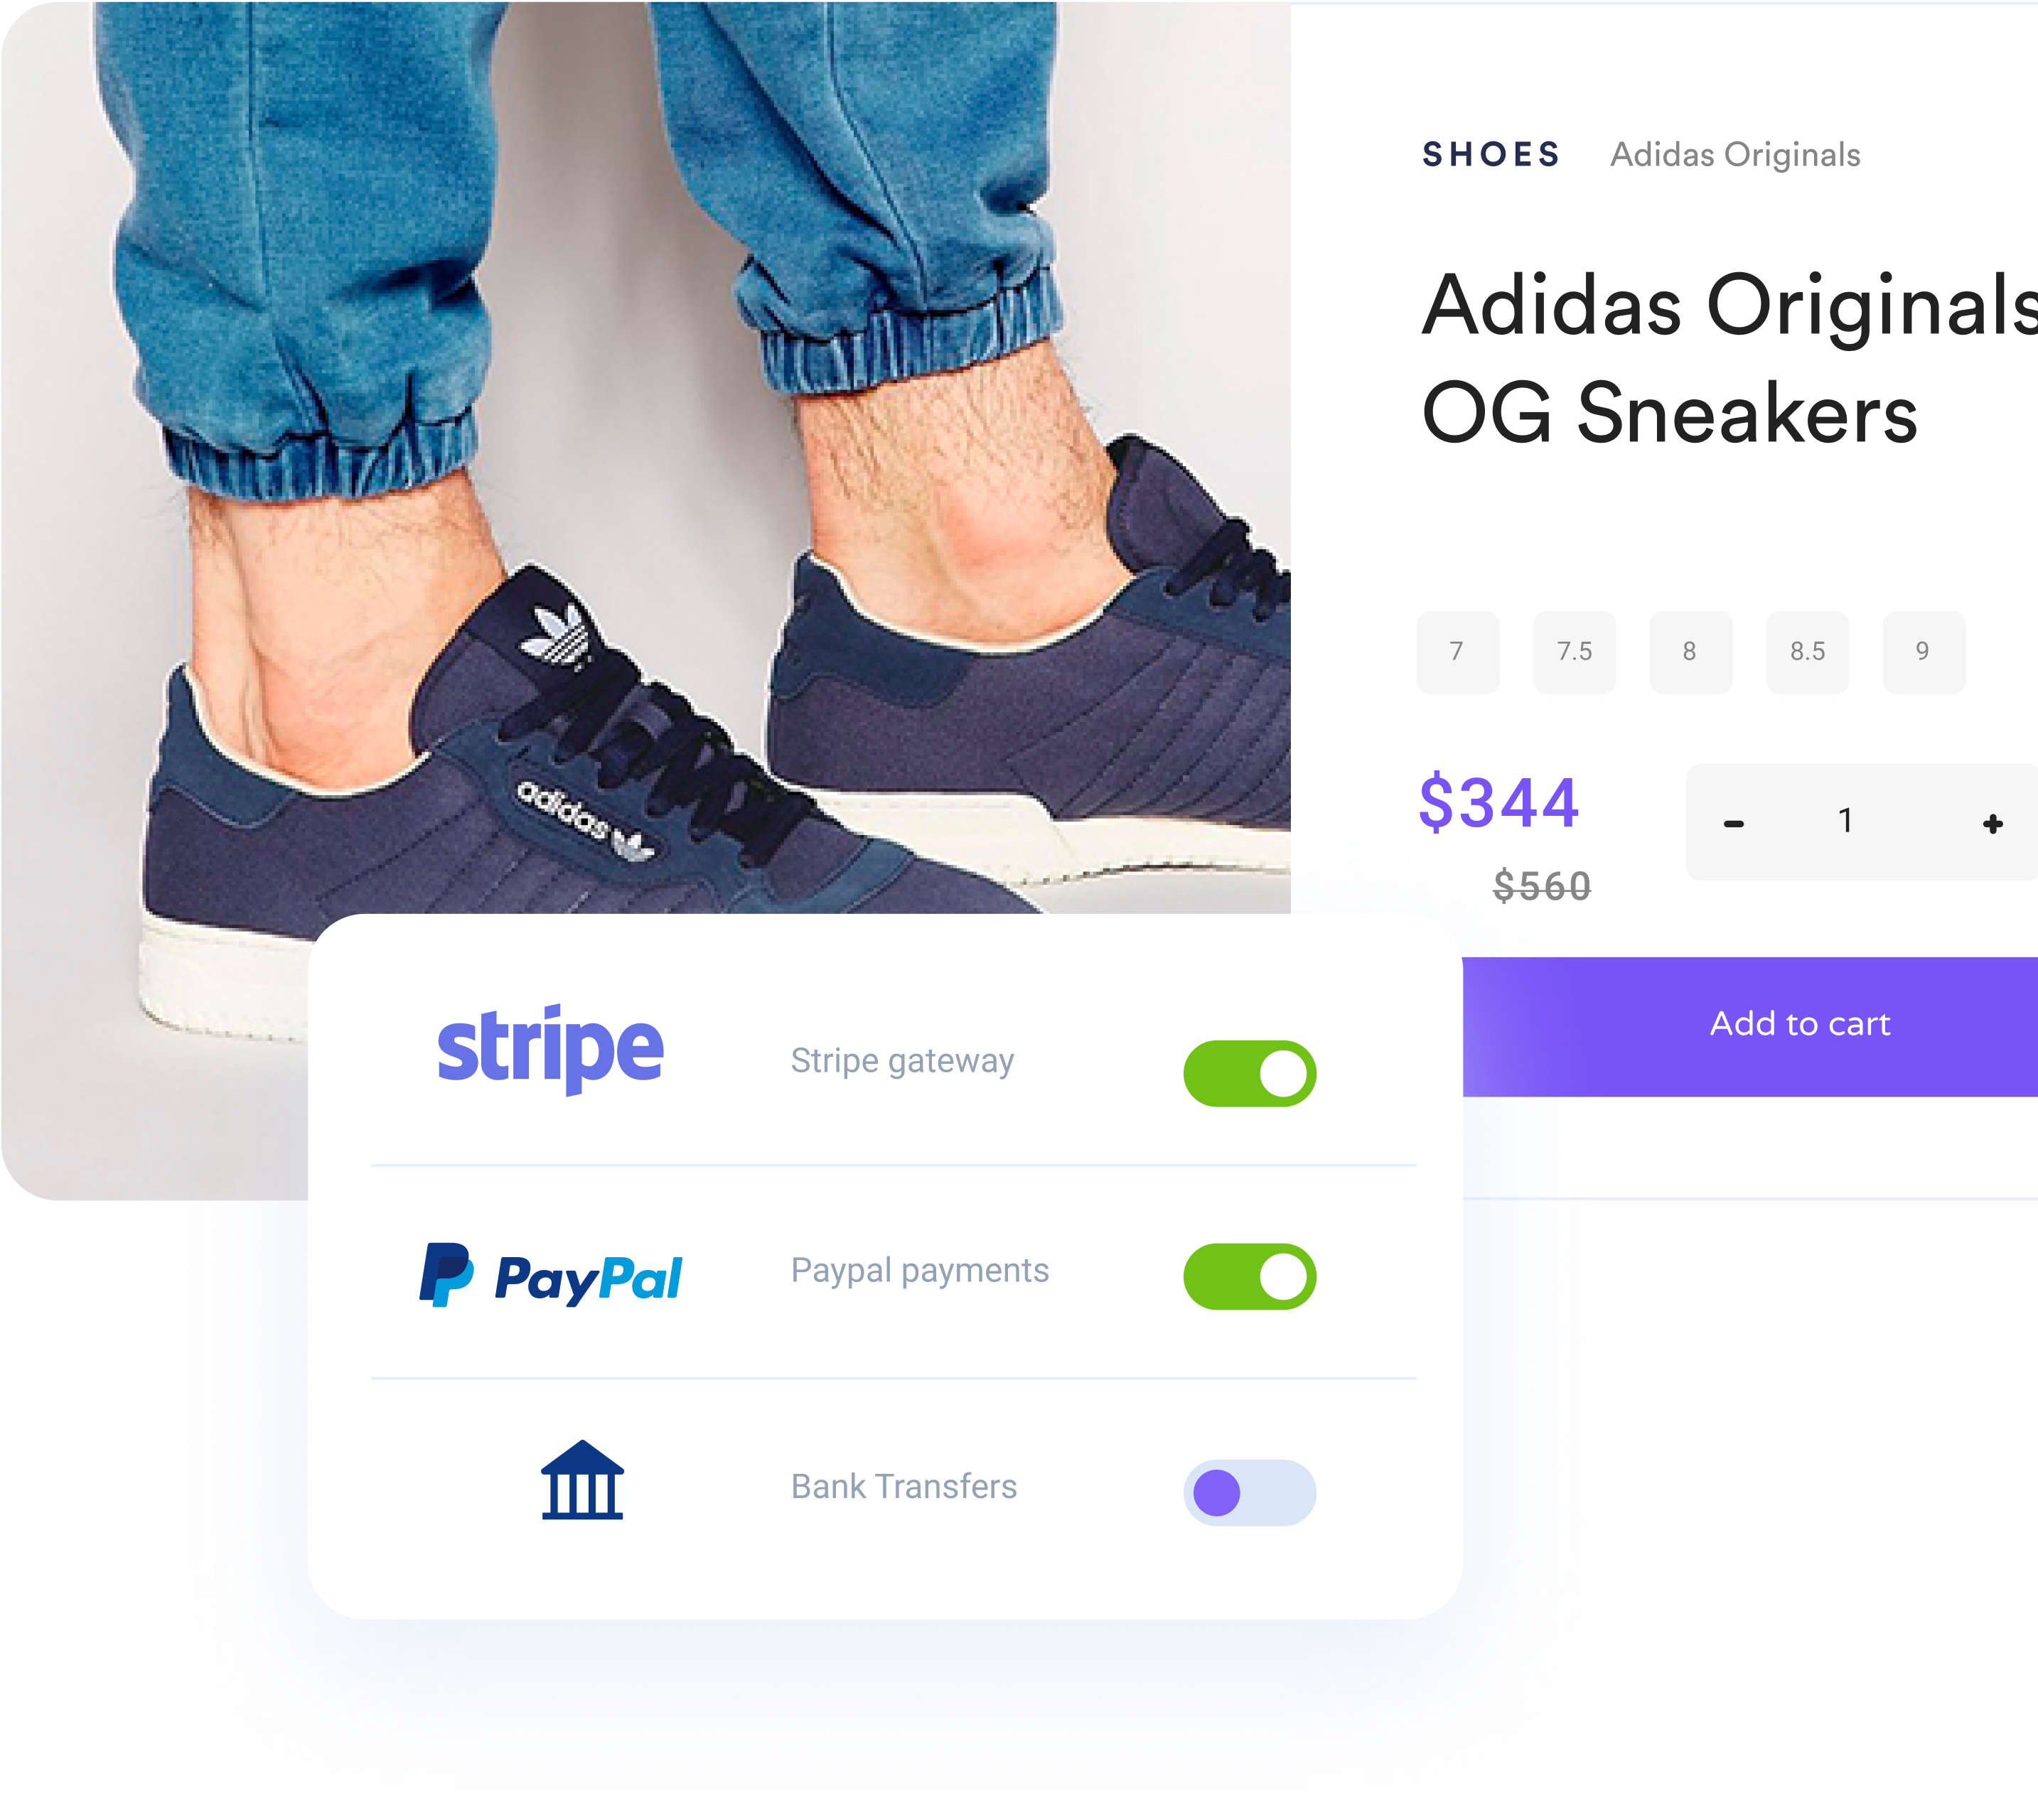 SHOES Adidas Originals
Adidas Originals
OG Sneakers
7 7.5 8 8.5 9
$344
- 1 +
$560
Add to cart
adidas
stripe Stripe gateway
PayPal Paypal payments
Bank Transfers